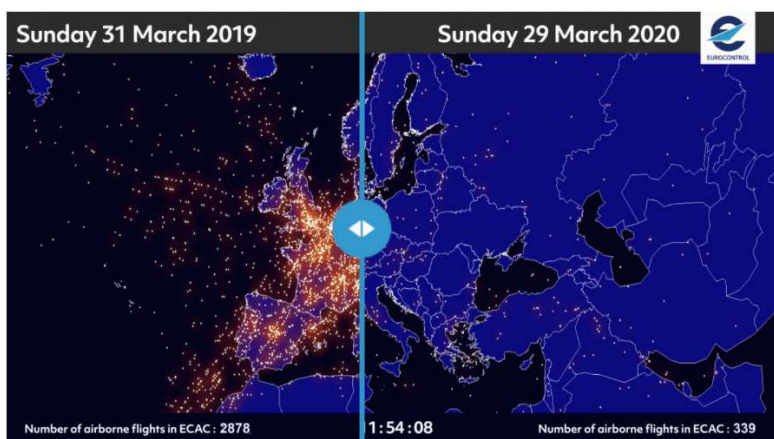 Sunday 31 March 2019
Sunday 29 March 2020
EUROCONTROL
Number of airborne flights in ECAC : 2878
1:54:08
Number of airborne flights in ECAC : 339